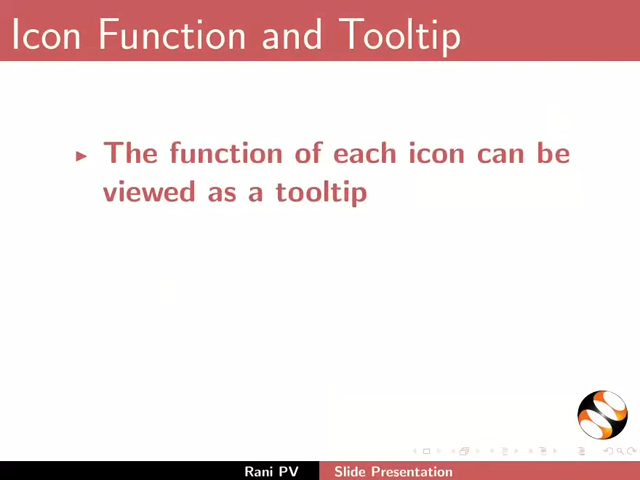 Icon Function and Tooltip
The function of each icon can be
viewed as a tooltip
Rani PV
Slide Presentation